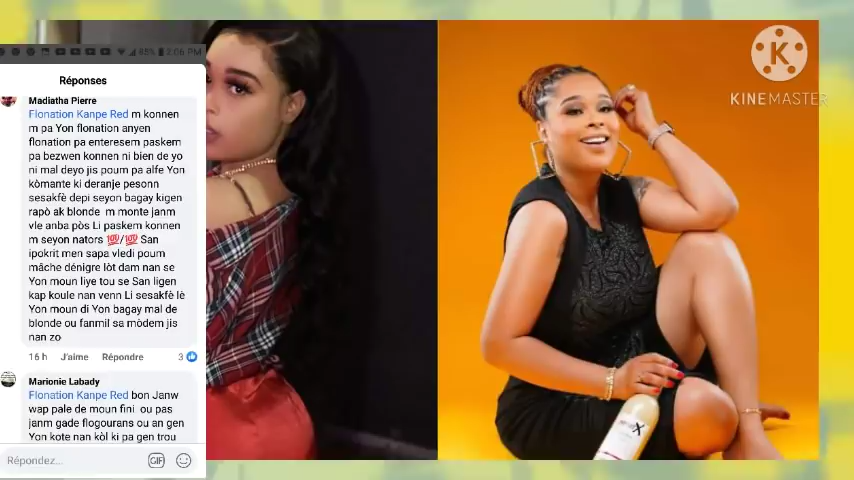 85% 2:06 PM
Réponses
Madiatha Pierre
Flonation Kanpe Red m konnen
m pa Yon flonation anyen
flonation pa enteresem paskem
pa bezwen konnen ni bien de yo
ni mal deyo jis poum pa alfe Yon
kòmante ki deranje pesonn
sesakfè depi seyon bagay kigen
rapò ak blonde m monte janm
vle anba pòs Li paskem konnen
m seyon nators 💯/💯 San
ipokrit men sapa vledi poum
mâche dénigre lòt dam nan se
Yon moun liye tou se San ligen
kap koule nan venn Li sesakfè lè
Yon moun di Yon bagay mal de
blonde ou fanmil sa mòdem jis
nan zo
16 h J'aime Répondre 3
Marionie Labady
Flonation Kanpe Red bon Janw
wap pale de moun fini ou pas
janm gade flogourans ou an gen
Yon kote nan kòl ki pa gen trou
Répondez...
GIF
K
KINEMASTER
X